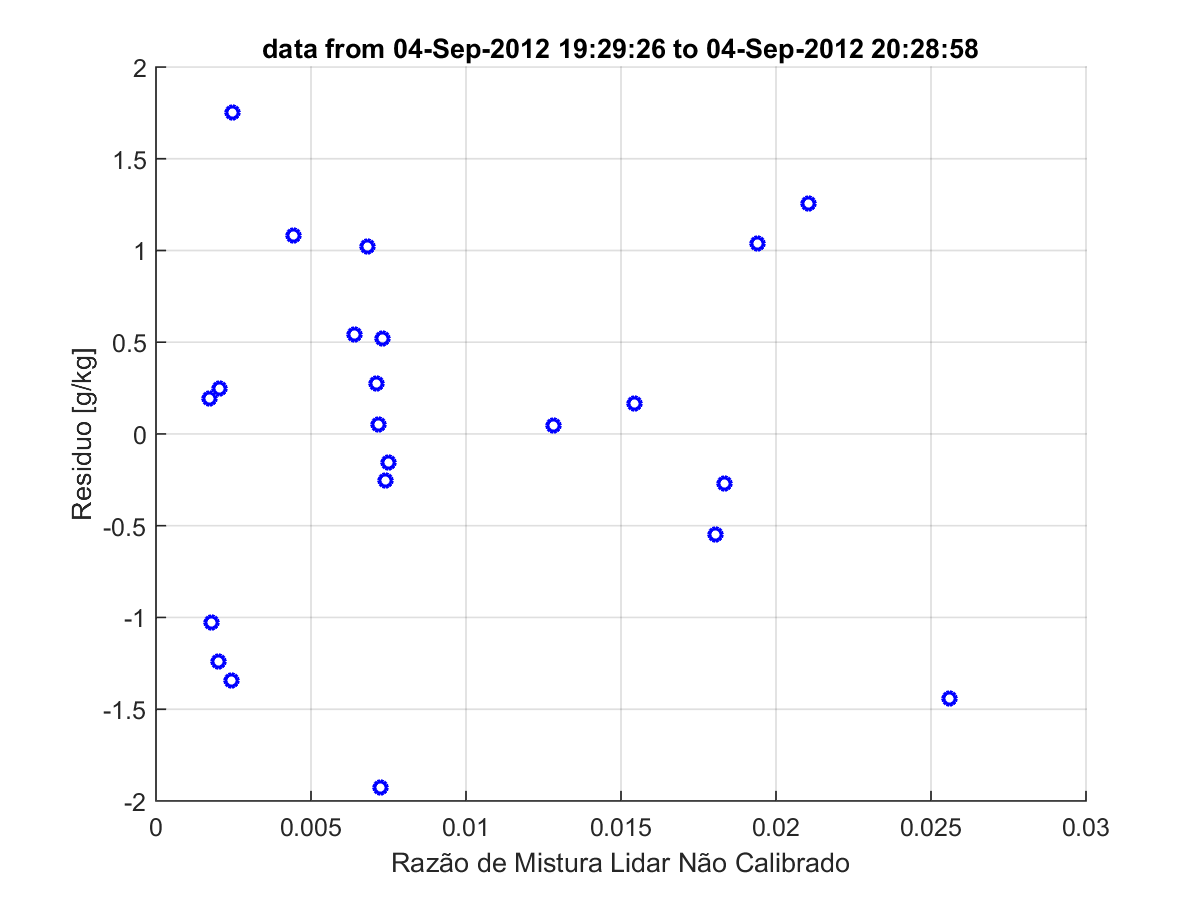 data from 04-Sep-2012 19:29:26 to 04-Sep-2012 20:28:58
2
1.5
1
0.5
0
-0.5
-1
-1.5
-2
Residuo [g/kg]
0 0.005 0.01 0.015 0.02 0.025 0.03
Razão de Mistura Lidar Não Calibrado